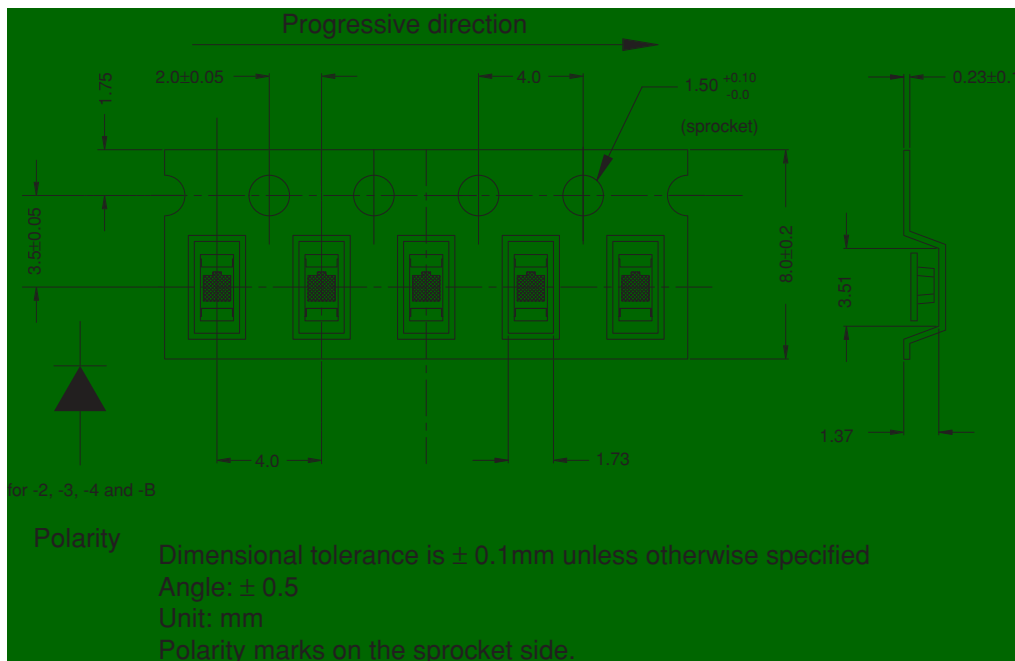 Progressive direction
2.0±0.05
4.0
1.50 +0.10 -0.0
(sprocket)
0.23±0.1
1.75
3.5±0.05
8.0±0.2
3.51
1.37
4.0
1.73
for -2, -3, -4 and -B
Polarity
Dimensional tolerance is ± 0.1mm unless otherwise specified
Angle: ± 0.5
Unit: mm
Polarity marks on the sprocket side.